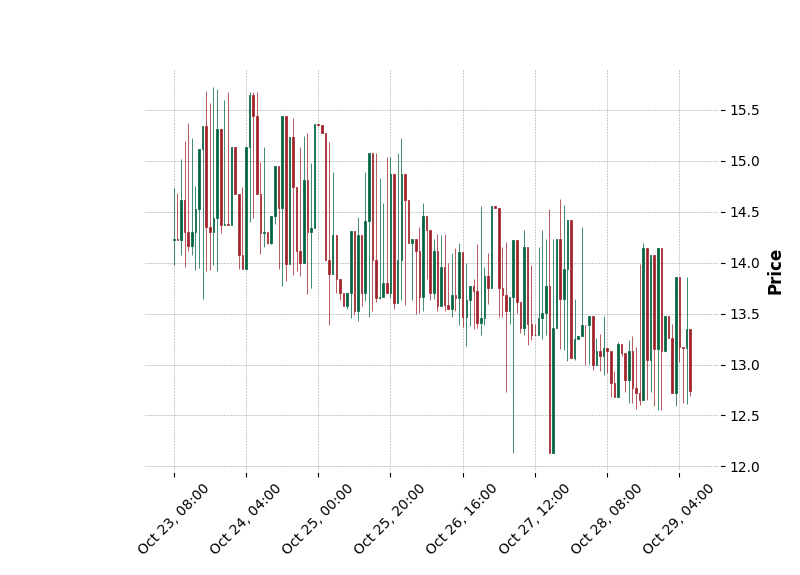 15.5
15.0
14.5
14.0
13.5
13.0
12.5
12.0
Price
Oct 23, 08:00
Oct 24, 04:00
Oct 25, 00:00
Oct 25, 20:00
Oct 26, 16:00
Oct 27, 12:00
Oct 28, 08:00
Oct 29, 04:00